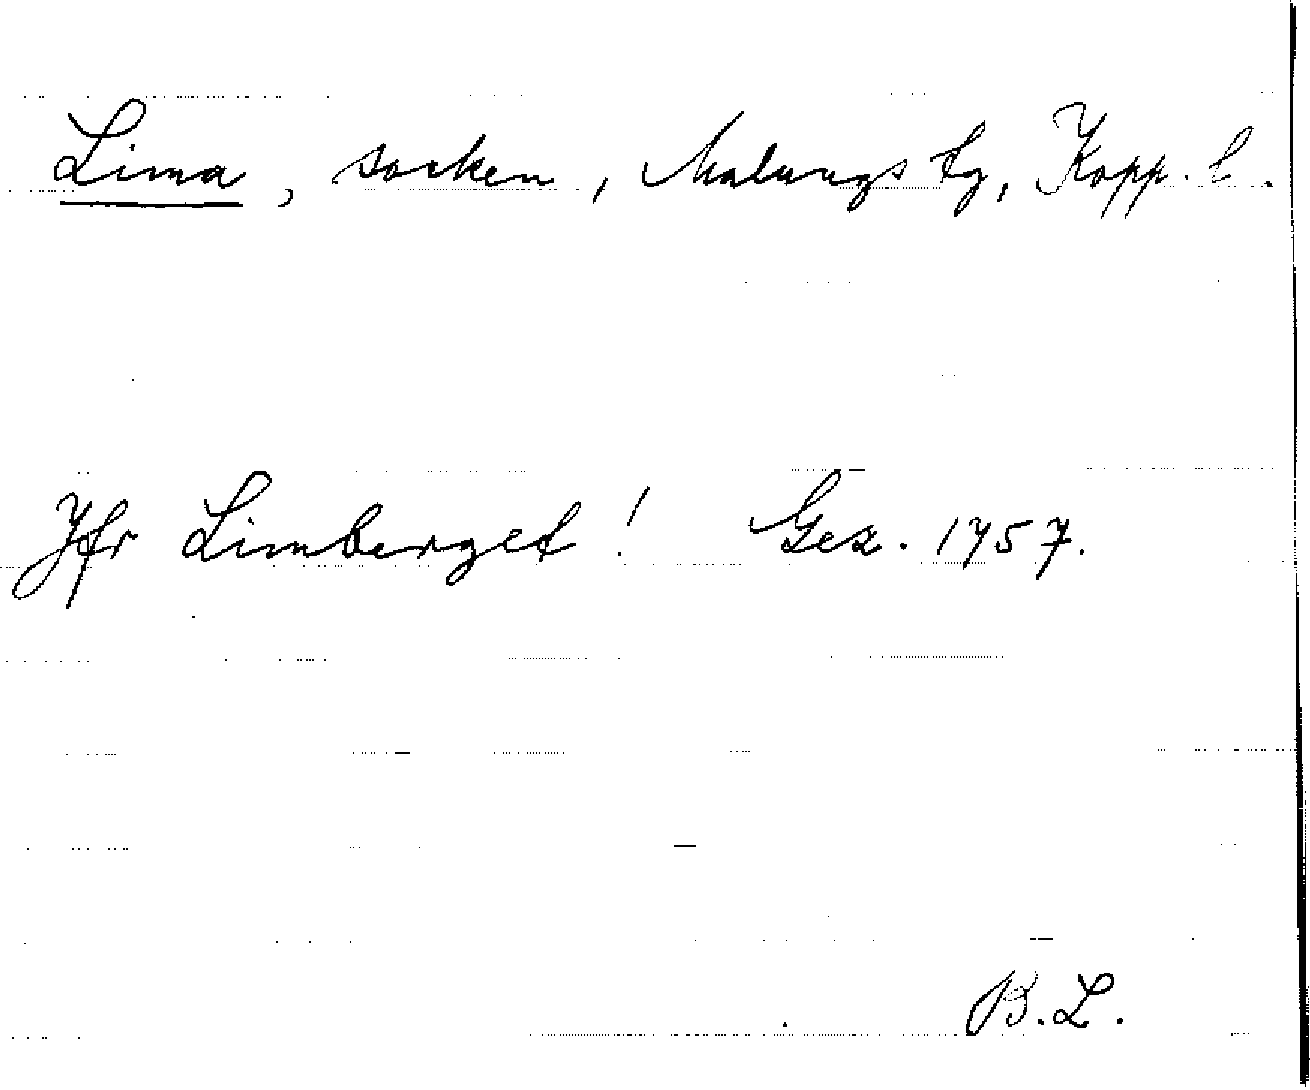 Lima, socken, Malungs tg, Kopp. l.
Jfr Limberget! Gez. 1757.
B.L.